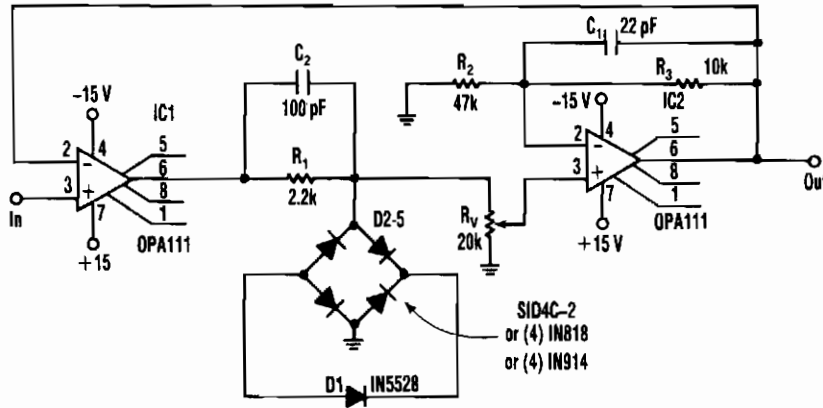 C₁
22 pF
C₂
R₂
R₃
10k
−15 V
IC1
100 pF
47k
−15 V
IC2
4
5
4
5
2
6
R₁
2
6
3
8
2.2k
3
8
In
7
1
D2-5
RV
20k
7
1
Out
+15
OPA111
+15 V
OPA111
SID4C–2
or (4) IN818
or (4) IN914
D1
IN5528
−
+
−
+